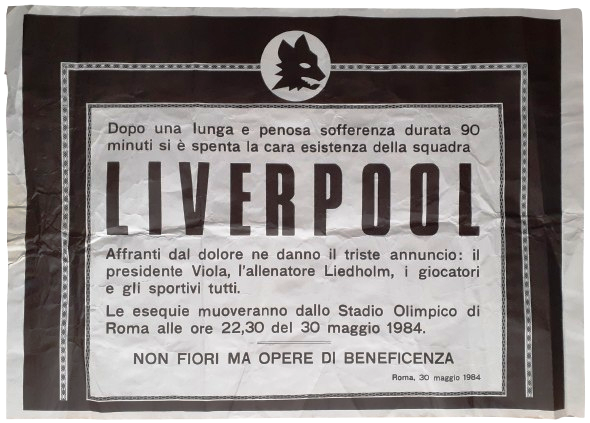 Dopo una lunga e penosa sofferenza durata 90
minuti si è spenta la cara esistenza della squadra
LIVERPOOL
Affranti dal dolore ne danno il triste annuncio: il
presidente Viola, l'allenatore Liedholm, i giocatori
e gli sportivi tutti.
Le esequie muoveranno dallo Stadio Olimpico di
Roma alle ore 22,30 del 30 maggio 1984.
NON FIORI MA OPERE DI BENEFICENZA
Roma, 30 maggio 1984